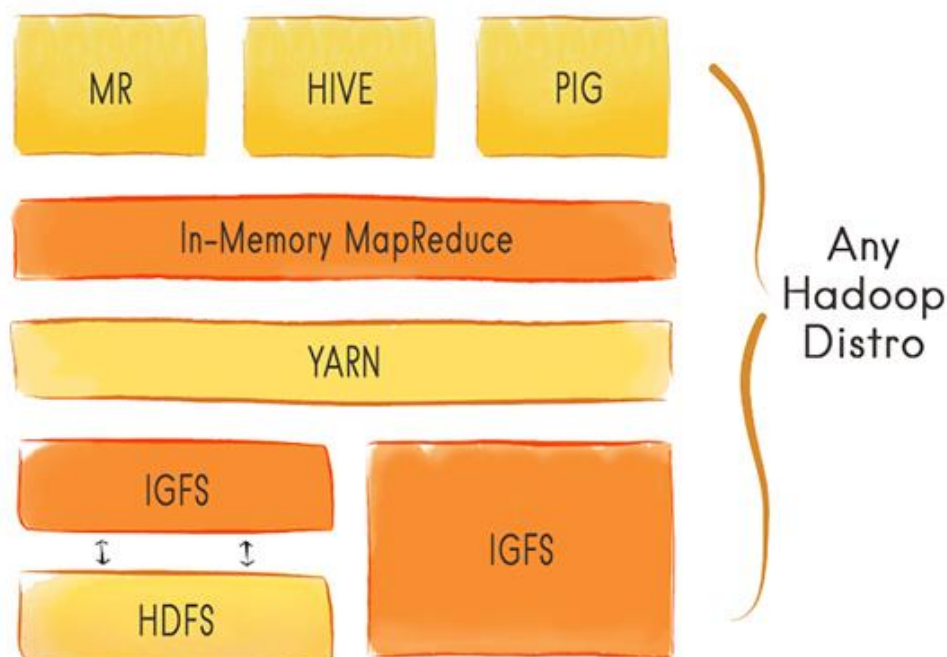 MR
HIVE
PIG
In-Memory MapReduce
YARN
IGFS
HDFS
IGFS
Any
Hadoop
Distro